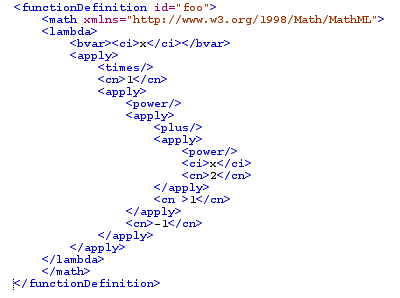 <functionDefinition id="foo">
<math xmlns="http://www.w3.org/1998/Math/MathML">
<lambda>
<bvar><ci>x</ci></bvar>
<apply>
<times/>
<cn>1</cn>
<apply>
<power/>
<apply>
<plus/>
<apply>
<power/>
<ci>x</ci>
<cn>2</cn>
</apply>
<cn >1</cn>
</apply>
<cn>-1</cn>
</apply>
</apply>
</lambda>
</math>
</functionDefinition>